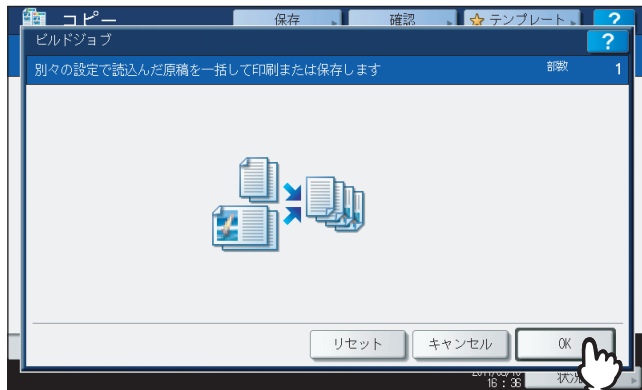 コピー 保存 確認 テンプレート ?
ビルドジョブ ?
別々の設定で読込んだ原稿を一括して印刷または保存します 部数 1
リセット キャンセル OK
16:36 状況